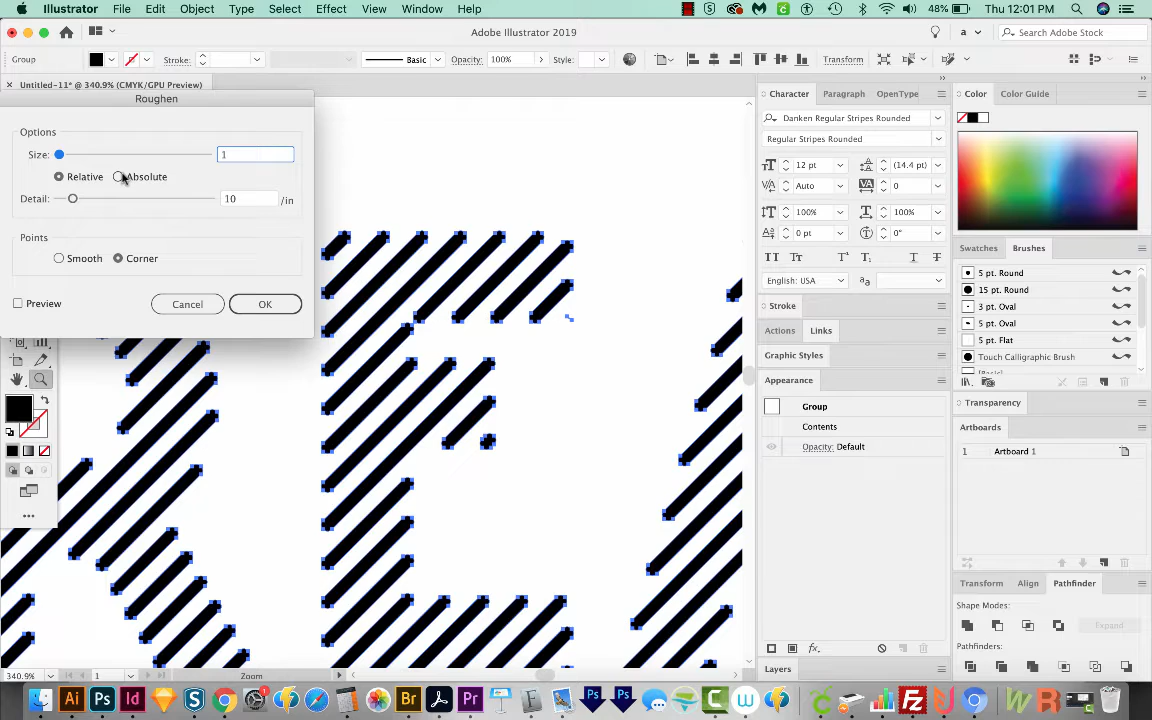 Illustrator File Edit Object Type Select Effect View Window Help 48% Thu 12:01 PM
Adobe Illustrator 2019 a Search Adobe Stock
Group Stroke: Basic Opacity: 100% Style: Transform
× Untitled-11* @ 340.9% (CMYK/GPU Preview)
Roughen
Options
Size: 1
Relative Absolute
Detail: 10 /in
Points
Smooth Corner
Preview Cancel OK
Character Paragraph OpenType
Danken Regular Stripes Rounded
Regular Stripes Rounded
12 pt (14.4 pt)
Auto 0
100% 100%
0 pt 0°
English: USA
Stroke
Actions Links
Graphic Styles
Appearance
Group
Contents
Opacity: Default
Layers
Color Color Guide
Swatches Brushes
5 pt. Round
15 pt. Round
3 pt. Oval
5 pt. Oval
5 pt. Flat
Touch Calligraphic Brush
Transparency
Artboards
1 Artboard 1
Transform Align Pathfinder
Shape Modes:
Expand
Pathfinders:
340.9% 1 Zoom